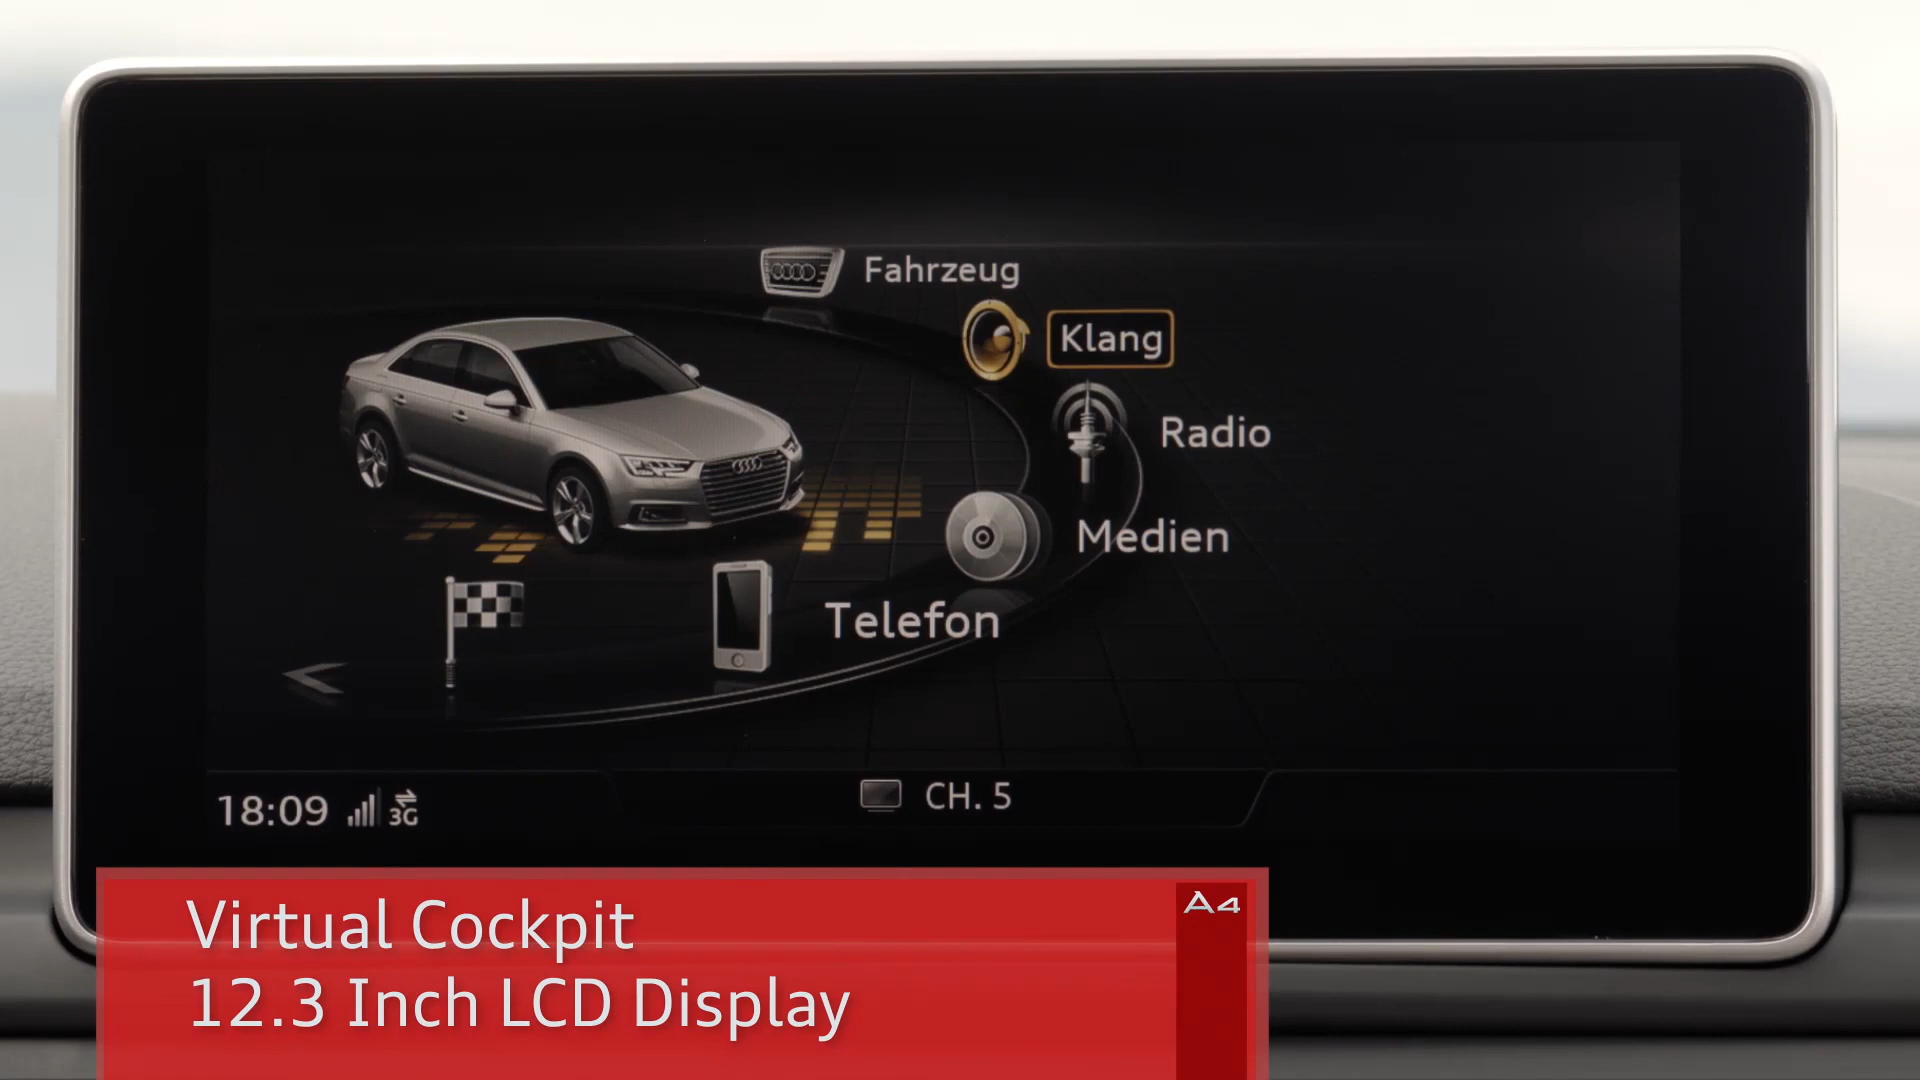 Fahrzeug
Klang
Radio
Medien
Telefon
18:09 3G
CH. 5
Virtual Cockpit
12.3 Inch LCD Display
A4